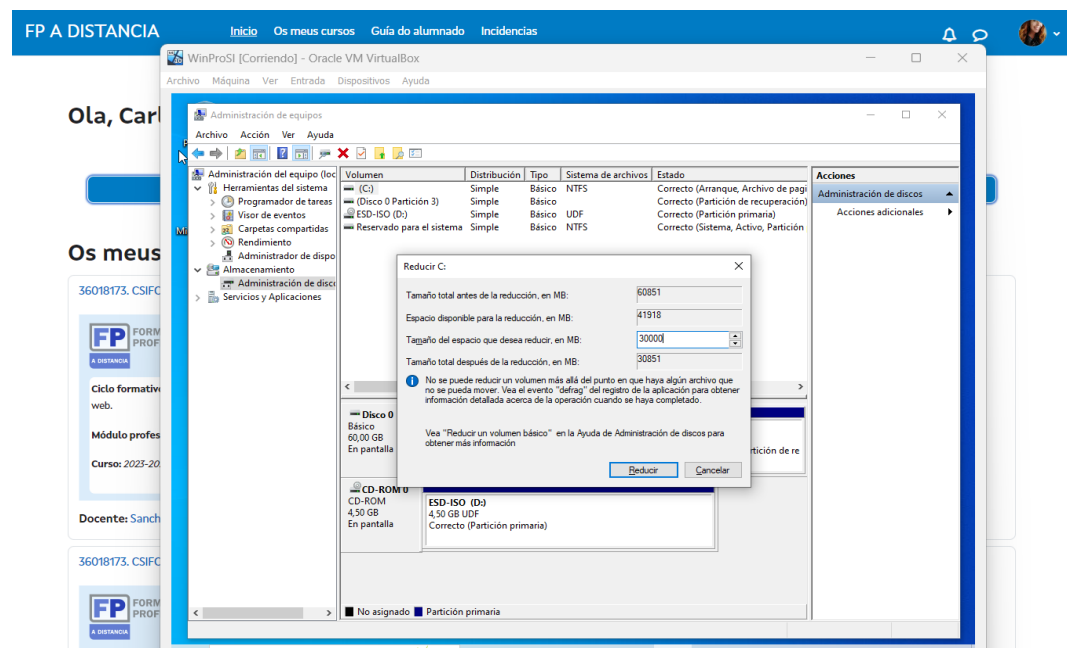 FP A DISTANCIA
Inicio Os meus cursos Guía do alumnado Incidencias
Ola, Carl
Os meus
36018173. CSIFC
FP FORM
PROF
A DISTANCIA
Ciclo formativ
web.
Módulo profes
Curso: 2023-20
Docente: Sanch
36018173. CSIFC
FP FORM
PROF
A DISTANCIA
WinProSI [Corriendo] - Oracle VM VirtualBox
Archivo Máquina Ver Entrada Dispositivos Ayuda
Administración de equipos
Archivo Acción Ver Ayuda
Administración del equipo (loc
Herramientas del sistema
Programador de tareas
Visor de eventos
Carpetas compartidas
Rendimiento
Administrador de dispo
Almacenamiento
Administración de disco
Servicios y Aplicaciones
Volumen Distribución Tipo Sistema de archivos Estado
(C:) Simple Básico NTFS Correcto (Arranque, Archivo de pagi
(Disco 0 Partición 3) Simple Básico Correcto (Partición de recuperación)
ESD-ISO (D:) Simple Básico UDF Correcto (Partición primaria)
Reservado para el sistema Simple Básico NTFS Correcto (Sistema, Activo, Partición
Acciones
Administración de discos
Acciones adicionales
Reducir C:
Tamaño total antes de la reducción, en MB: 60851
Espacio disponible para la reducción, en MB: 41918
Tamaño del espacio que desea reducir, en MB: 30000
Tamaño total después de la reducción, en MB: 30851
No se puede reducir un volumen más allá del punto en que haya algún archivo que
no se pueda mover. Vea el evento "defrag" del registro de la aplicación para obtener
información detallada acerca de la operación cuando se haya completado.
Vea "Reducir un volumen básico" en la Ayuda de Administración de discos para
obtener más información
Reducir Cancelar
Disco 0
Básico
60,00 GB
En pantalla
rtición de re
CD-ROM 0
CD-ROM
4,50 GB
En pantalla
ESD-ISO (D:)
4,50 GB UDF
Correcto (Partición primaria)
No asignado Partición primaria